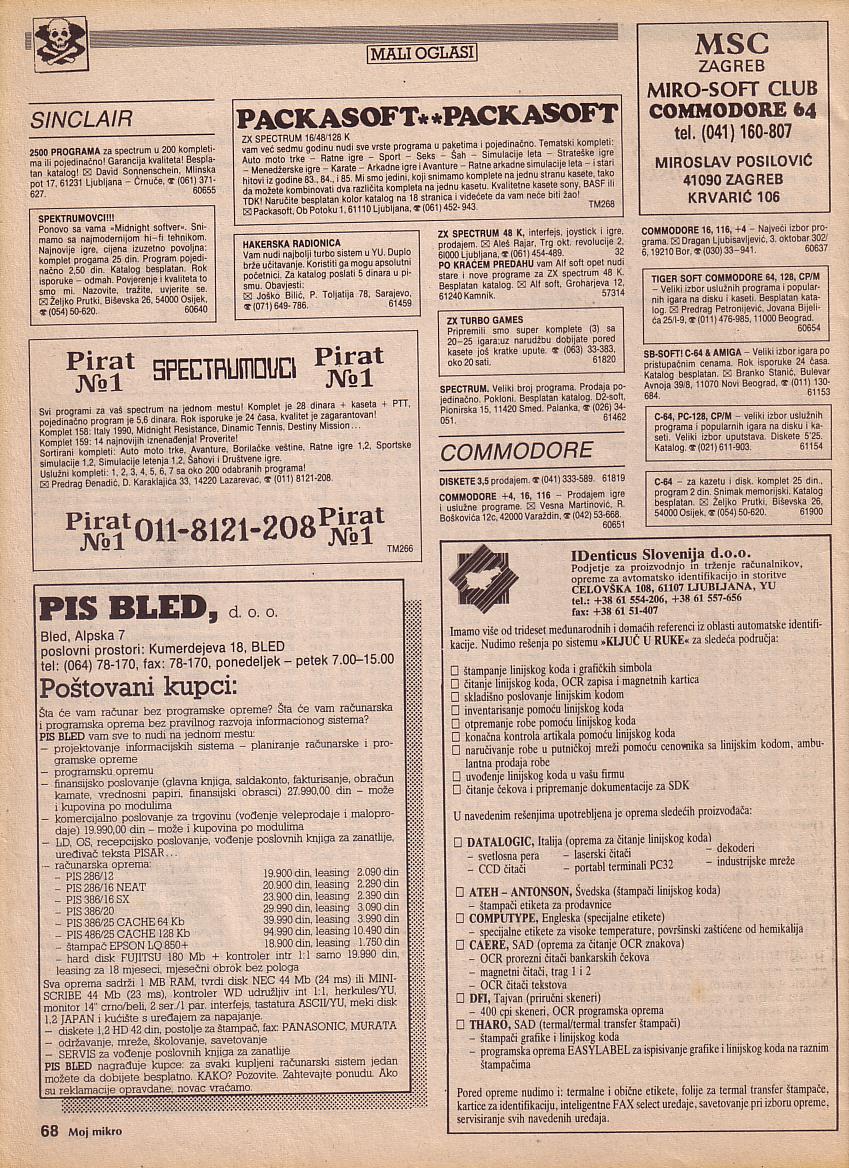 MALI OGLASI
SINCLAIR
2500 PROGRAMA za spectrum u 200 kompleti-
ma ili pojedinačno! Garancija kvaliteta! Bespla-
tan katalog! ✉ David Sonnenschein, Mlinska
pot 17, 61231 Ljubljana – Črnuče, ☎ (061) 371-
627. 60655
SPEKTRUMOVCI!!!
Ponovo sa vama »Midnight softver«. Sni-
mamo sa najmodernijom hi-fi tehnikom.
Najnovije igre, cijena izuzetno povoljna:
komplet progama 25 din. Program pojedi-
načno 2,50 din. Katalog besplatan. Rok
isporuke – odmah. Povjerenje i kvaliteta to
smo mi. Nazovite, tražite, uvjerite se.
✉ Željko Prutki, Biševska 26, 54000 Osijek,
☎ (054) 50-620. 60640
PACKASOFT**PACKASOFT
ZX SPECTRUM 16/48/128 K
vam već sedmu godinu nudi sve vrste programa u paketima i pojedinačno. Tematski kompleti:
Auto moto trke – Ratne igre – Sport – Seks – Šah – Simulacije leta – Strateške igre
– Menedžerske igre – Karate – Arkadne igre i Avanture – Ratne arkadne simulacije leta – i stari
hitovi iz godine 83., 84., i 85. Mi smo jedini, koji snimamo komplete na jednu stranu kasete, tako
da možete kombinovati dva različita kompleta na jednu kasetu. Kvalitetne kasete sony, BASF ili
TDK! Naručite besplatan kolor katalog na 18 stranica i videćete da vam neće biti žao!
✉ Packasoft, Ob Potoku 1, 61110 Ljubljana, ☎ (061) 452-943. TM268
HAKERSKA RADIONICA
Vam nudi najbolji turbo sistem u YU. Duplo
brže učitavanje. Koristiti ga mogu apsolutni
početnici. Za katalog poslati 5 dinara u pi-
smu. Obavjesti:
✉ Joško Bilić, P. Toljatija 78, Sarajevo,
☎ (071) 649-786. 61459
Pirat
№1
SPECTRUMOVCI
Pirat
№1
Svi programi za vaš spectrum na jednom mestu! Komplet je 28 dinara + kaseta + PTT,
pojedinačno program je 5,6 dinara. Rok isporuke je 24 časa, kvalitet je zagarantovan!
Komplet 158: Italy 1990, Midnight Resistance, Dinamic Tennis, Destiny Mission…
Komplet 159: 14 najnovijih iznenađenja! Proverite!
Sortirani kompleti: Auto moto trke, Avanture, Borilačke veštine, Ratne igre 1,2, Sportske
simulacije 1,2, Simulacije letenja 1,2, Šahovi i Društvene igre.
Uslužni kompleti: 1, 2, 3, 4, 5, 6, 7 sa oko 200 odabranih programa!
✉ Predrag Đenadić, D. Karaklajića 33, 14220 Lazarevac, ☎ (011) 8121-208.
Pirat
№1
011-8121-208
Pirat
№1
TM266
ZX SPECTRUM 48 K, interfejs, joystick i igre,
prodajem. ✉ Aleš Rajar, Trg okt. revolucije 2,
61000 Ljubljana, ☎ (061) 454-489. 32
PO KRAĆEM PREDAHU vam Alf soft opet nudi
stare i nove programe za ZX spectrum 48 K.
Besplatan katalog. ✉ Alf soft, Groharjeva 12,
61240 Kamnik. 57314
ZX TURBO GAMES
Pripremili smo super komplete (3) sa
20–25 igara:uz narudžbu dobijate pored
kasete još kratke upute. ☎ (063) 33-383,
oko 20 sati. 61820
SPECTRUM. Veliki broj programa. Prodaja po-
jedinačno. Pokloni. Besplatan katalog. D2-soft,
Pionirska 15, 11420 Smed. Palanka, ☎ (026) 34-
051. 61462
COMMODORE
DISKETE 3,5 prodajem. ☎ (041) 333-589. 61819
COMMODORE +4, 16, 116 – Prodajem igre
i uslužne programe. ✉ Vesna Martinović, R.
Boškovića 12c, 42000 Varaždin, ☎ (042) 53-668.
60651
MSC
ZAGREB
MIRO-SOFT CLUB
COMMODORE 64
tel. (041) 160-807
MIROSLAV POSILOVIĆ
41090 ZAGREB
KRVARIĆ 106
COMMODORE 16, 116, +4 – Najveći izbor pro-
grama. ✉ Dragan Ljubisavljević, 3. oktobar 302/
6, 19210 Bor, ☎ (030) 33–941. 60637
TIGER SOFT COMMODORE 64, 128, CP/M
– Veliki izbor uslužnih programa i popular-
nih igara na disku i kaseti. Besplatan kata-
log. ✉ Predrag Petronijević, Jovana Bijeli-
ća 25/I-9, ☎ (011) 476-985, 11000 Beograd.
60654
SB-SOFT! C-64 & AMIGA – Veliki izbor igara po
pristupačnim cenama. Rok isporuke 24 časa.
Katalog besplatan. ✉ Branko Stanić, Bulevar
Avnoja 39/8, 11070 Novi Beograd, ☎ (011) 130-
684. 61153
C-64, PC-128, CP/M – veliki izbor uslužnih
programa i popularnih igara na disku i ka-
seti. Veliki izbor uputstava. Diskete 5'25.
Katalog. ☎ (021) 611-903. 61154
C-64 – za kazetu i disk. komplet 25 din.,
program 2 din. Snimak memorijski. Katalog
besplatan. ✉ Željko Prutki, Biševska 26,
54000 Osijek, ☎ (054) 50-620. 61900
PIS BLED, d. o. o.
Bled, Alpska 7
poslovni prostori: Kumerdejeva 18, BLED
tel: (064) 78-170, fax: 78-170, ponedeljek – petek 7.00–15.00
Poštovani kupci:
Šta će vam računar bez programske opreme? Šta će vam računarska
i programska oprema bez pravilnog razvoja informacionog sistema?
PIS BLED vam sve to nudi na jednom mestu:
– projektovanje informacijskih sistema – planiranje računarske i pro-
gramske opreme
– programsku opremu
– finansijsko poslovanje (glavna knjiga, saldakonto, fakturisanje, obračun
kamate, vrednosni papiri, finansijski obrasci) 27.990,00 din – može
i kupovina po modulima
– komercijalno poslovanje za trgovinu (vođenje veleprodaje i malopro-
daje) 19.990,00 din – može i kupovina po modulima
– LD, OS, recepcijsko poslovanje, vođenje poslovnih knjiga za zanatlije,
uređivač teksta PISAR…
– računarska oprema:
– PIS 286/12 19.900 din, leasing 2.090 din
– PIS 286/16 NEAT 20.900 din, leasing 2.290 din
– PIS 386/16 SX 23.900 din, leasing 2.390 din
– PIS 386/20 29.990 din, leasing 3.090 din
– PIS 386/25 CACHE 64 Kb 39.990 din, leasing 3.990 din
– PIS 486/25 CACHE 128 Kb 94.990 din, leasing 10.490 din
– štampač EPSON LQ 850+ 18.900 din, leasing 1.750 din
– hard disk FUJITSU 180 Mb + kontroler intr 1:1 samo 19.990 din,
leasing za 18 mjeseci, mjesečni obrok bez pologa
Sva oprema sadrži 1 MB RAM, tvrdi disk NEC 44 Mb (24 ms) ili MINI-
SCRIBE 44 Mb (23 ms), kontroler WD udružljiv int 1:1, herkules/YU,
monitor 14" crno/beli, 2 ser./1 par. interfejs, tastatura ASCII/YU, meki disk
1,2 JAPAN i kućište s uređajem za napajanje.
– diskete 1,2 HD 42 din, postolje za štampač, fax: PANASONIC, MURATA
– održavanje, mreže, školovanje, savetovanje
– SERVIS za vođenje poslovnih knjiga za zanatlije
PIS BLED nagrađuje kupce: za svaki kupljeni računarski sistem jedan
možete da dobijete besplatno. KAKO? Pozovite. Zahtevajte ponudu. Ako
su reklamacije opravdane, novac vraćamo.
IDenticus Slovenija d.o.o.
Podjetje za proizvodnjo in trženje računalnikov,
opreme za avtomatsko identifikacijo in storitve
CELOVŠKA 108, 61107 LJUBLJANA, YU
tel.: +38 61 554-206, +38 61 557-656
fax: +38 61 51-407
Imamo više od trideset međunarodnih i domaćih referenci iz oblasti automatske identifi-
kacije. Nudimo rešenja po sistemu »KLJUČ U RUKE« za sledeća područja:
☐ štampanje linijskog koda i grafičkih simbola
☐ čitanje linijskog koda, OCR zapisa i magnetnih kartica
☐ skladišno poslovanje linijskim kodom
☐ inventarisanje pomoću linijskog koda
☐ otpremanje robe pomoću linijskog koda
☐ konačna kontrola artikala pomoću linijskog koda
☐ naručivanje robe u putničkoj mreži pomoću cenovnika sa linijskim kodom, ambu-
lantna prodaja robe
☐ uvođenje linijskog koda u vašu firmu
☐ čitanje čekova i pripremanje dokumentacije za SDK
U navedenim rešenjima upotrebljena je oprema sledećih proizvođača:
☐ DATALOGIC, Italija (oprema za čitanje linijskog koda)
– svetlosna pera – laserski čitači – dekoderi
– CCD čitači – portabl terminali PC32 – industrijske mreže
☐ ATEH – ANTONSON, Švedska (štampači linijskog koda)
– štampači etiketa za prodavnice
☐ COMPUTYPE, Engleska (specijalne etikete)
– specijalne etikete za visoke temperature, površinski zaštićene od hemikalija
☐ CAERE, SAD (oprema za čitanje OCR znakova)
– OCR prorezni čitači bankarskih čekova
– magnetni čitači, trag 1 i 2
– OCR čitači tekstova
☐ DFI, Tajvan (priručni skeneri)
– 400 cpi skeneri, OCR programska oprema
☐ THARO, SAD (termal/termal transfer štampači)
– štampači grafike i linijskog koda
– programska oprema EASYLABEL za ispisivanje grafike i linijskog koda na raznim
štampačima
Pored opreme nudimo i: termalne i obične etikete, folije za termal transfer štampače,
kartice za identifikaciju, inteligentne FAX select uređaje, savetovanje pri izboru opreme,
servisiranje svih navedenih uređaja.
68 Moj mikro